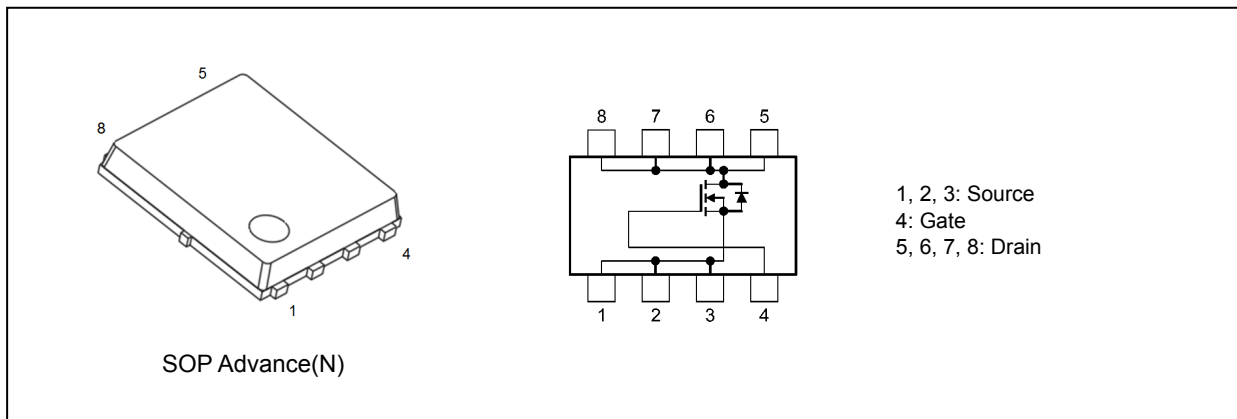 5
8
4
1
SOP Advance(N)
8 7 6 5
1 2 3 4
1, 2, 3: Source
4: Gate
5, 6, 7, 8: Drain